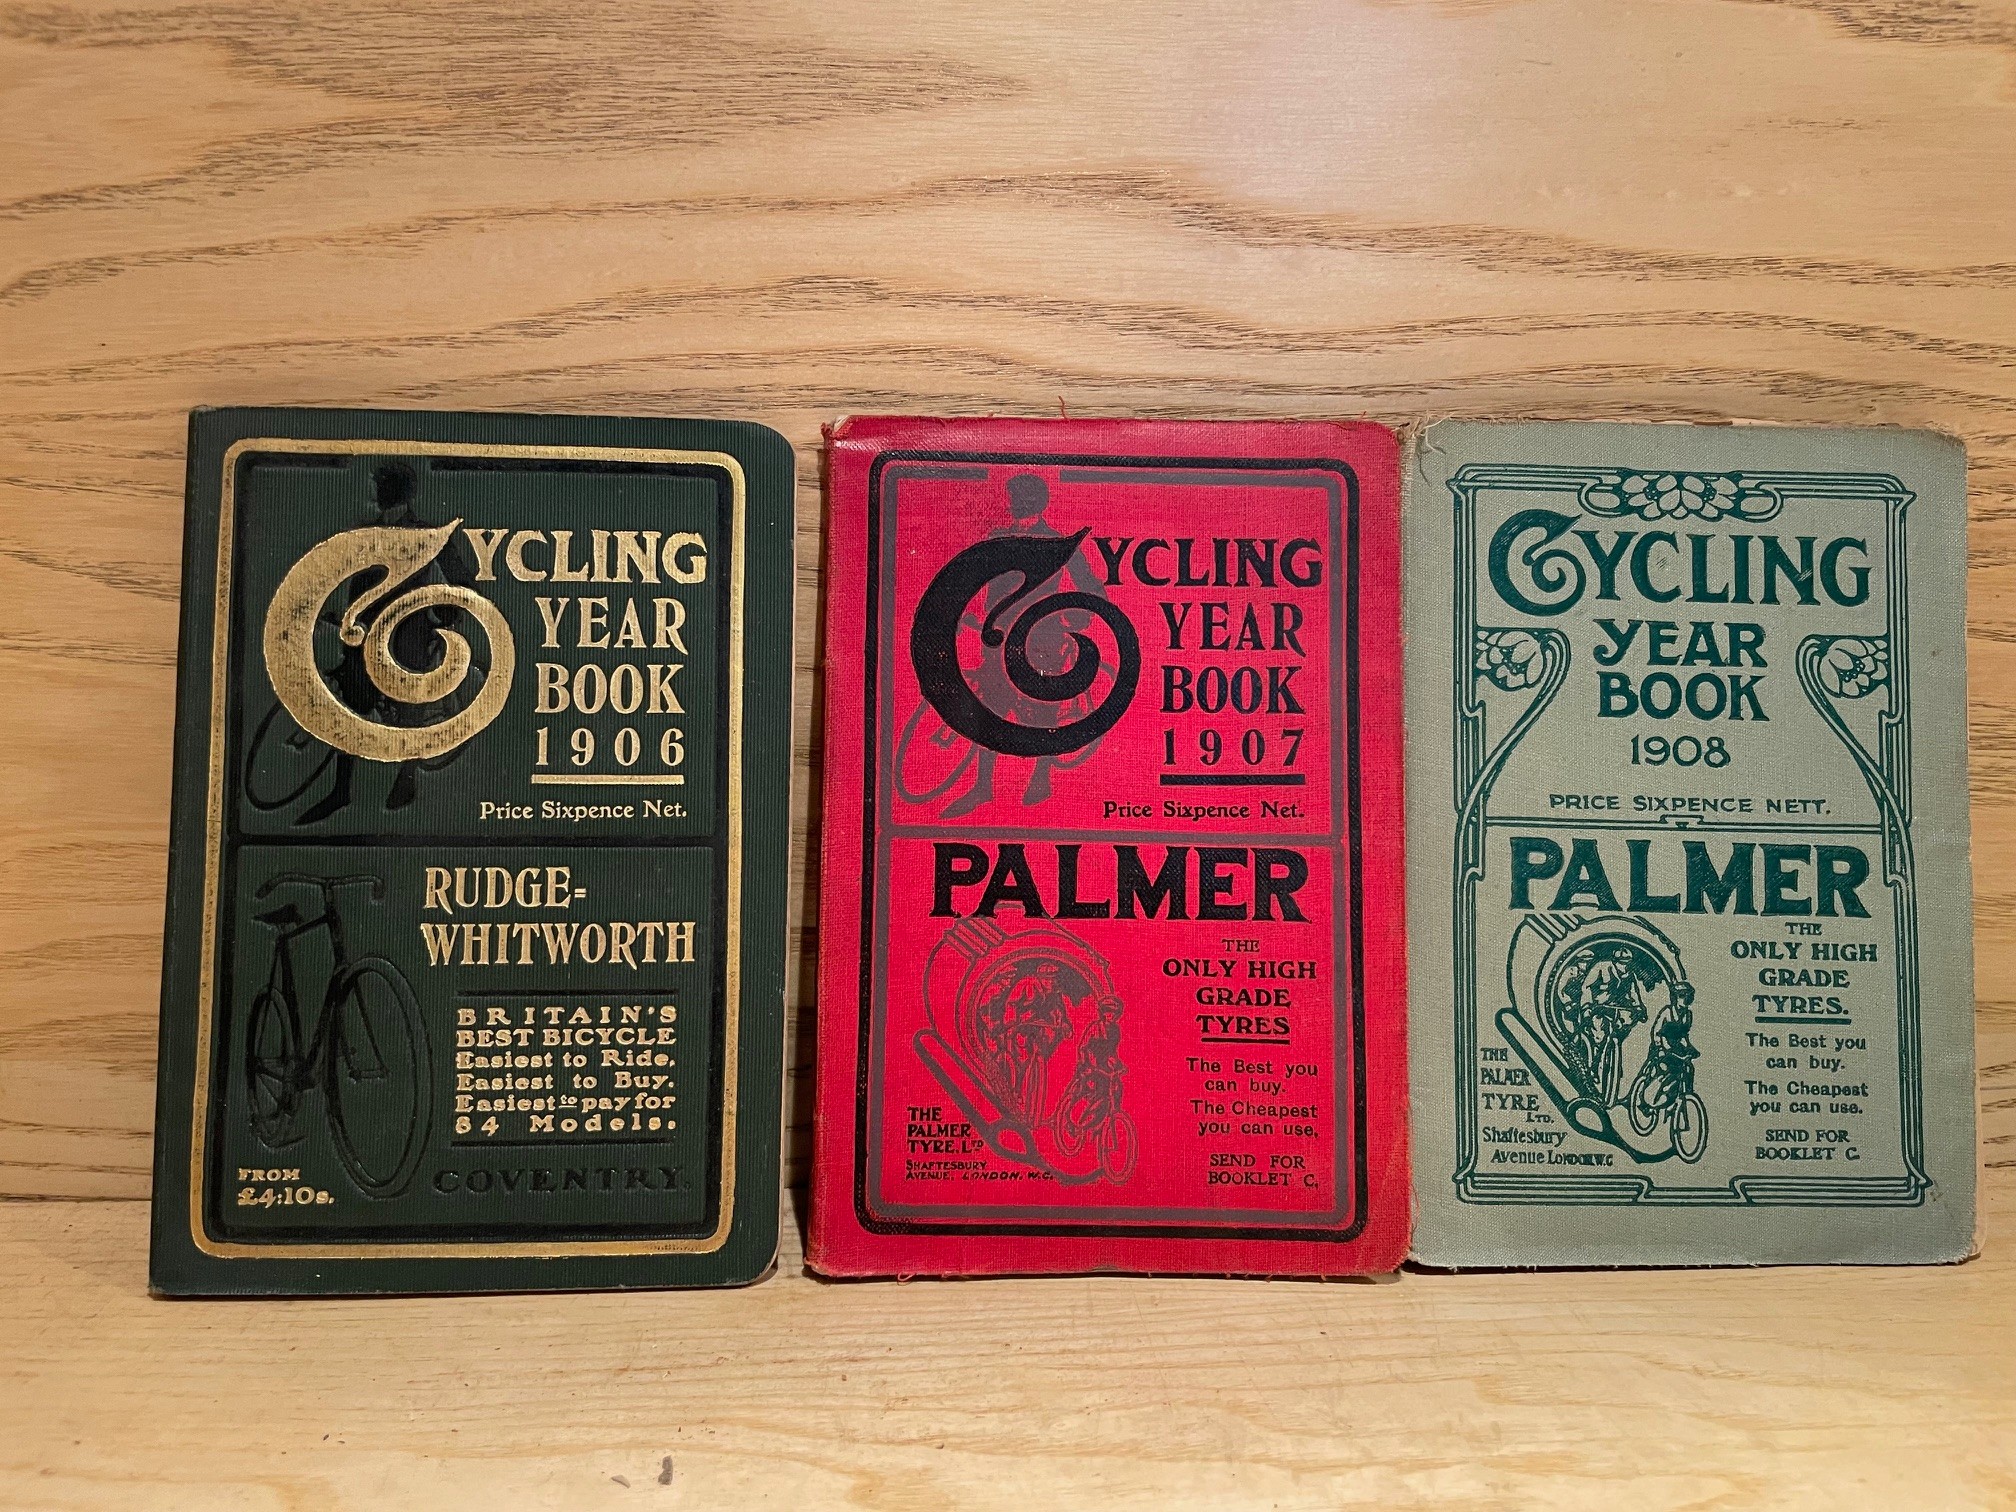 CYCLING
YEAR
BOOK
1906
Price Sixpence Net.
RUDGE=
WHITWORTH
BRITAIN'S
BEST BICYCLE
Easiest to Ride.
Easiest to Buy.
Easiest to pay for
84 Models.
COVENTRY.
FROM
£4:10s.
CYCLING
YEAR
BOOK
1907
Price Sixpence Net.
PALMER
THE
ONLY HIGH
GRADE
TYRES
The Best you
can buy.
The Cheapest
you can use.
SEND FOR
BOOKLET C.
THE
PALMER
TYRE, LTD
SHAFTESBURY
AVENUE, LONDON. W.C.
CYCLING
YEAR
BOOK
1908
PRICE SIXPENCE NETT.
PALMER
THE
ONLY HIGH
GRADE
TYRES.
The Best you
can buy.
The Cheapest
you can use.
SEND FOR
BOOKLET C.
THE
PALMER
TYRE
LTD.
Shaftesbury
Avenue LONDON.W.C